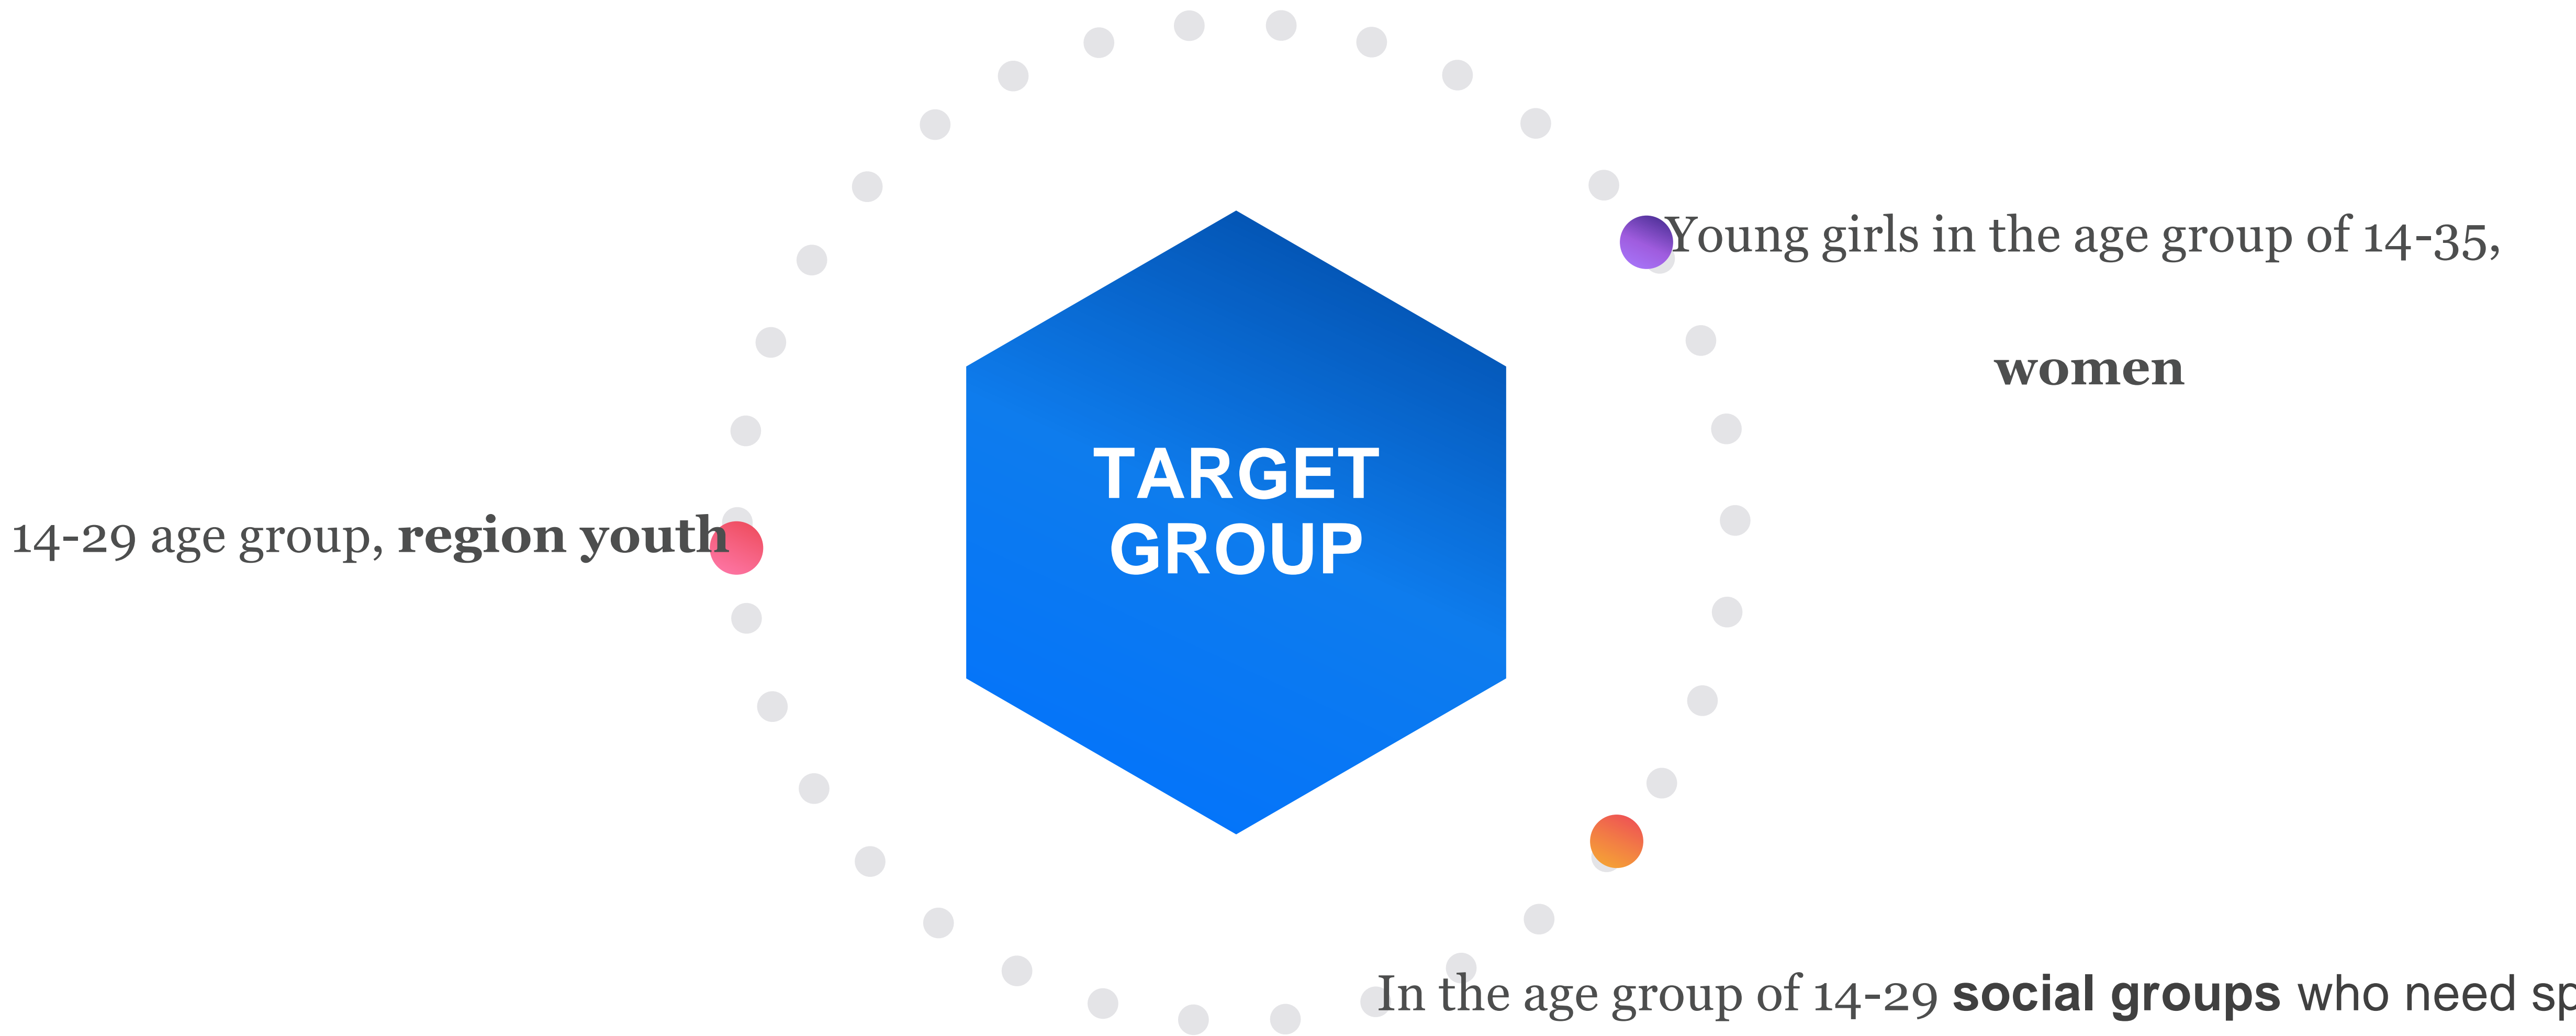 Young girls in the age group of 14-35,
women
TARGET
GROUP
14-29 age group, region youth
In the age group of 14-29 social groups who need